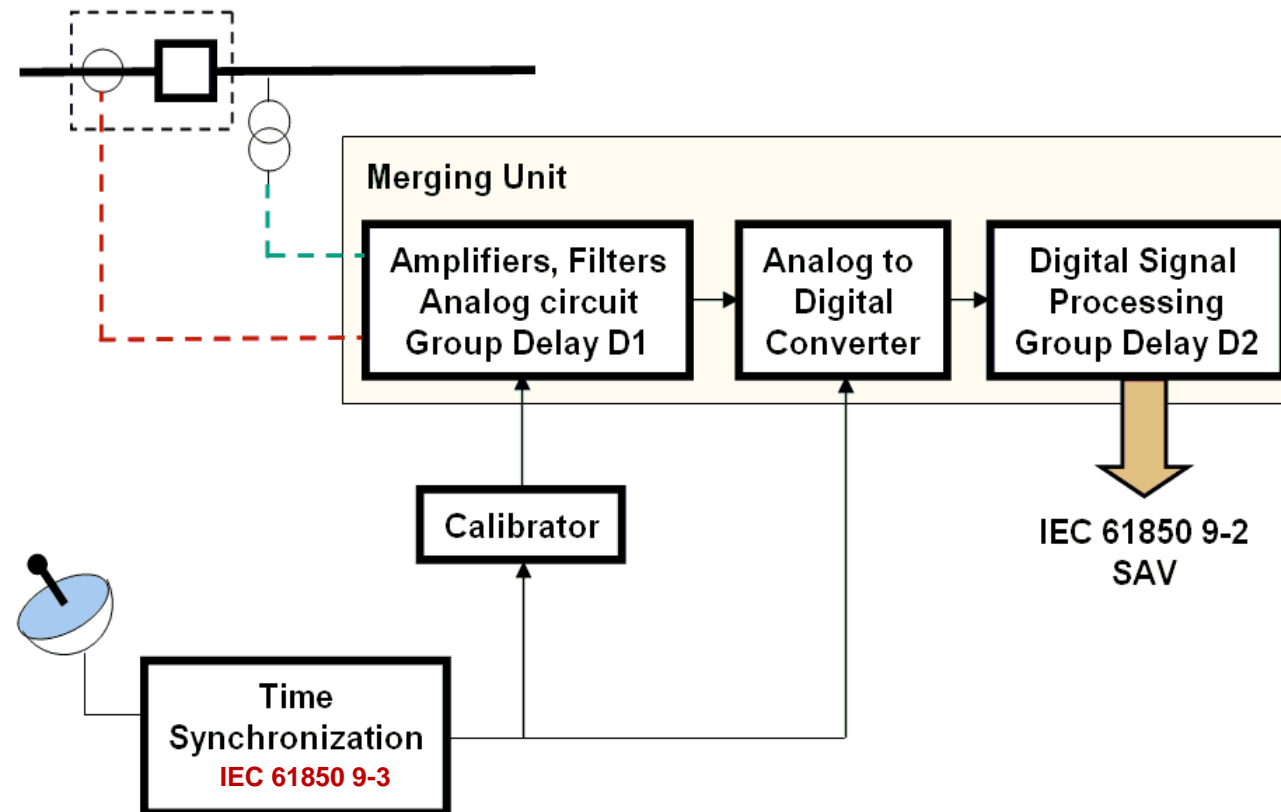 Merging Unit
Amplifiers, Filters
Analog circuit
Group Delay D1
Analog to
Digital
Converter
Digital Signal
Processing
Group Delay D2
Calibrator
IEC 61850 9-2
SAV
Time
Synchronization
IEC 61850 9-3